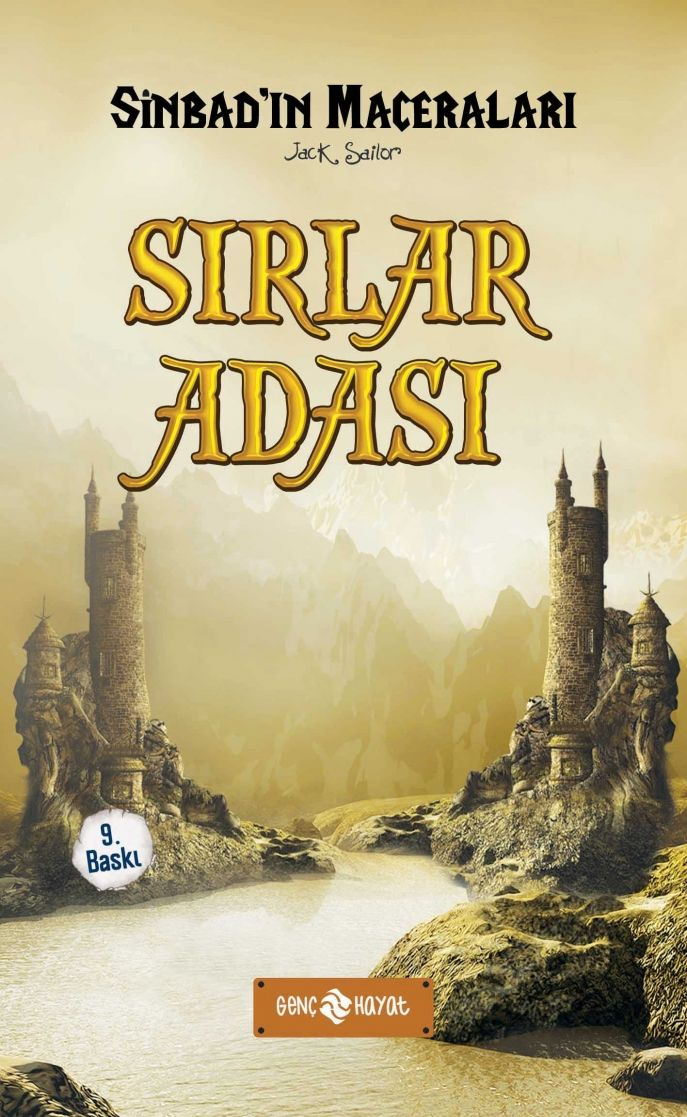 SİNBAD'IN MAÇERALARI
Jack Sailor
SIRLAR
ADASI
9.
Baskı
GENÇ HAYAT